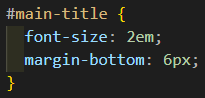 #main-title {
font-size: 2em;
margin-bottom: 6px;
}